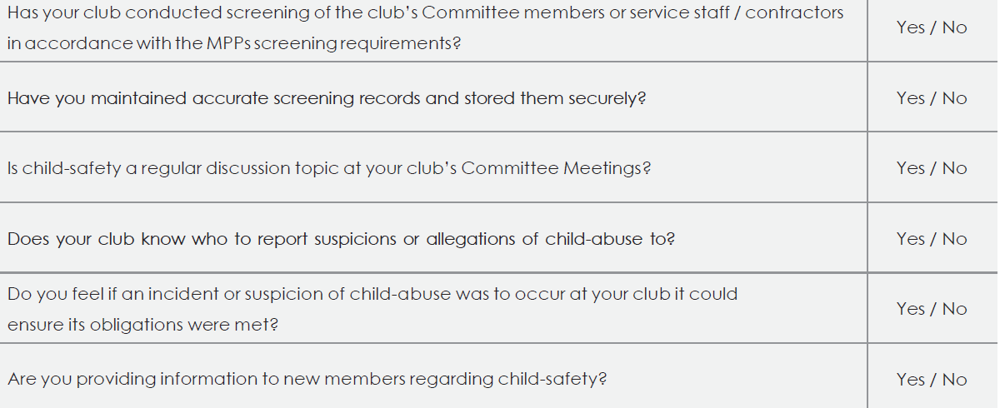 Has your club conducted screening of the club’s Committee members or service staff / contractors
in accordance with the MPPs screening requirements?
Yes / No
Have you maintained accurate screening records and stored them securely?
Yes / No
Is child-safety a regular discussion topic at your club’s Committee Meetings?
Yes / No
Does your club know who to report suspicions or allegations of child-abuse to?
Yes / No
Do you feel if an incident or suspicion of child-abuse was to occur at your club it could
ensure its obligations were met?
Yes / No
Are you providing information to new members regarding child-safety?
Yes / No